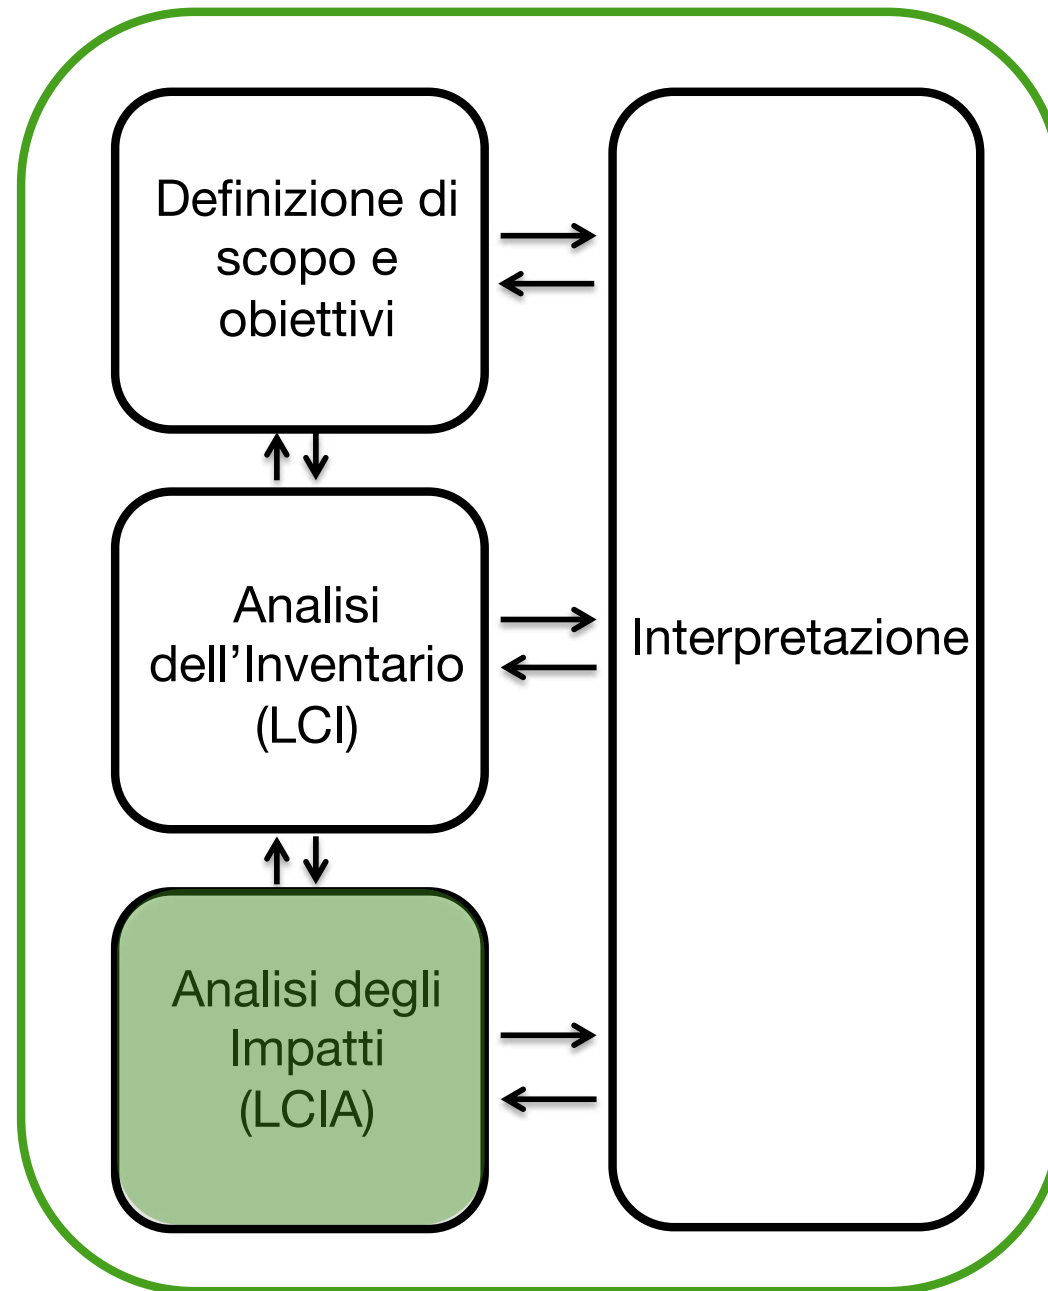 Definizione di
scopo e
obiettivi
Analisi
dell’Inventario
(LCI)
Interpretazione
Analisi degli
Impatti
(LCIA)